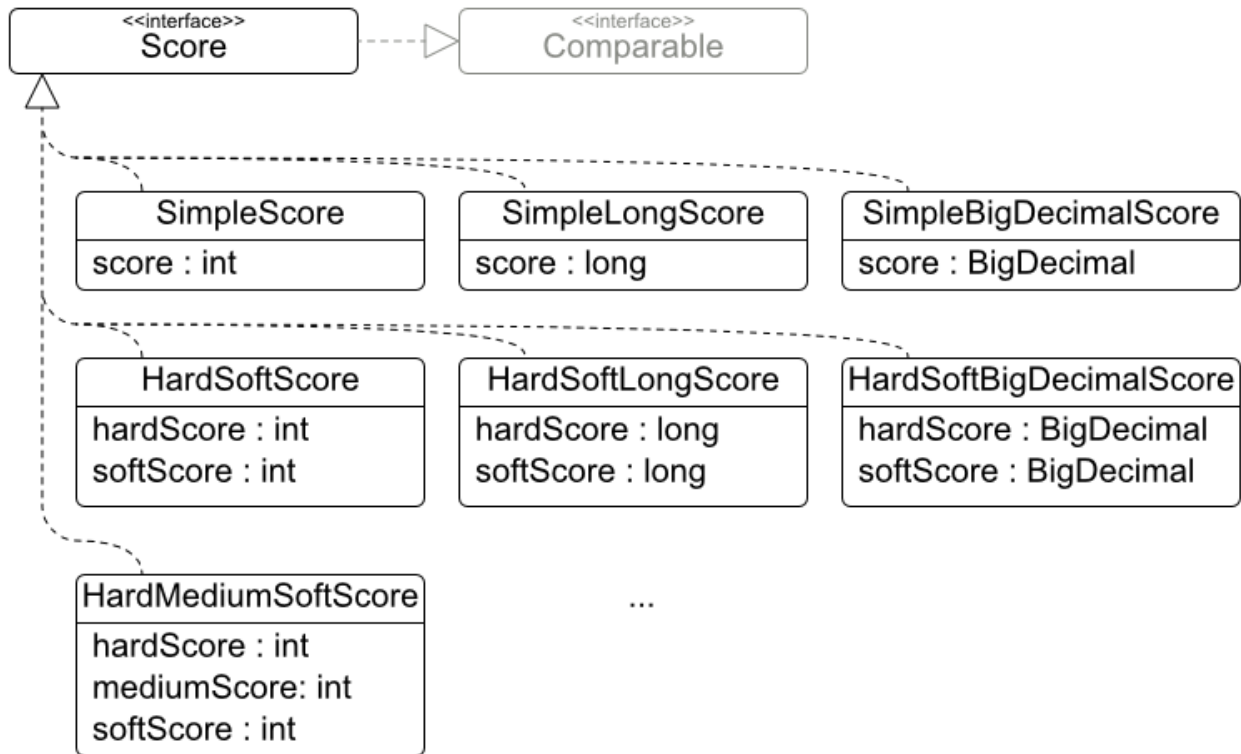 <<interface>>
Score
<<interface>>
Comparable
SimpleScore
score : int
SimpleLongScore
score : long
SimpleBigDecimalScore
score : BigDecimal
HardSoftScore
hardScore : int
softScore : int
HardSoftLongScore
hardScore : long
softScore : long
HardSoftBigDecimalScore
hardScore : BigDecimal
softScore : BigDecimal
HardMediumSoftScore
hardScore : int
mediumScore: int
softScore : int
...